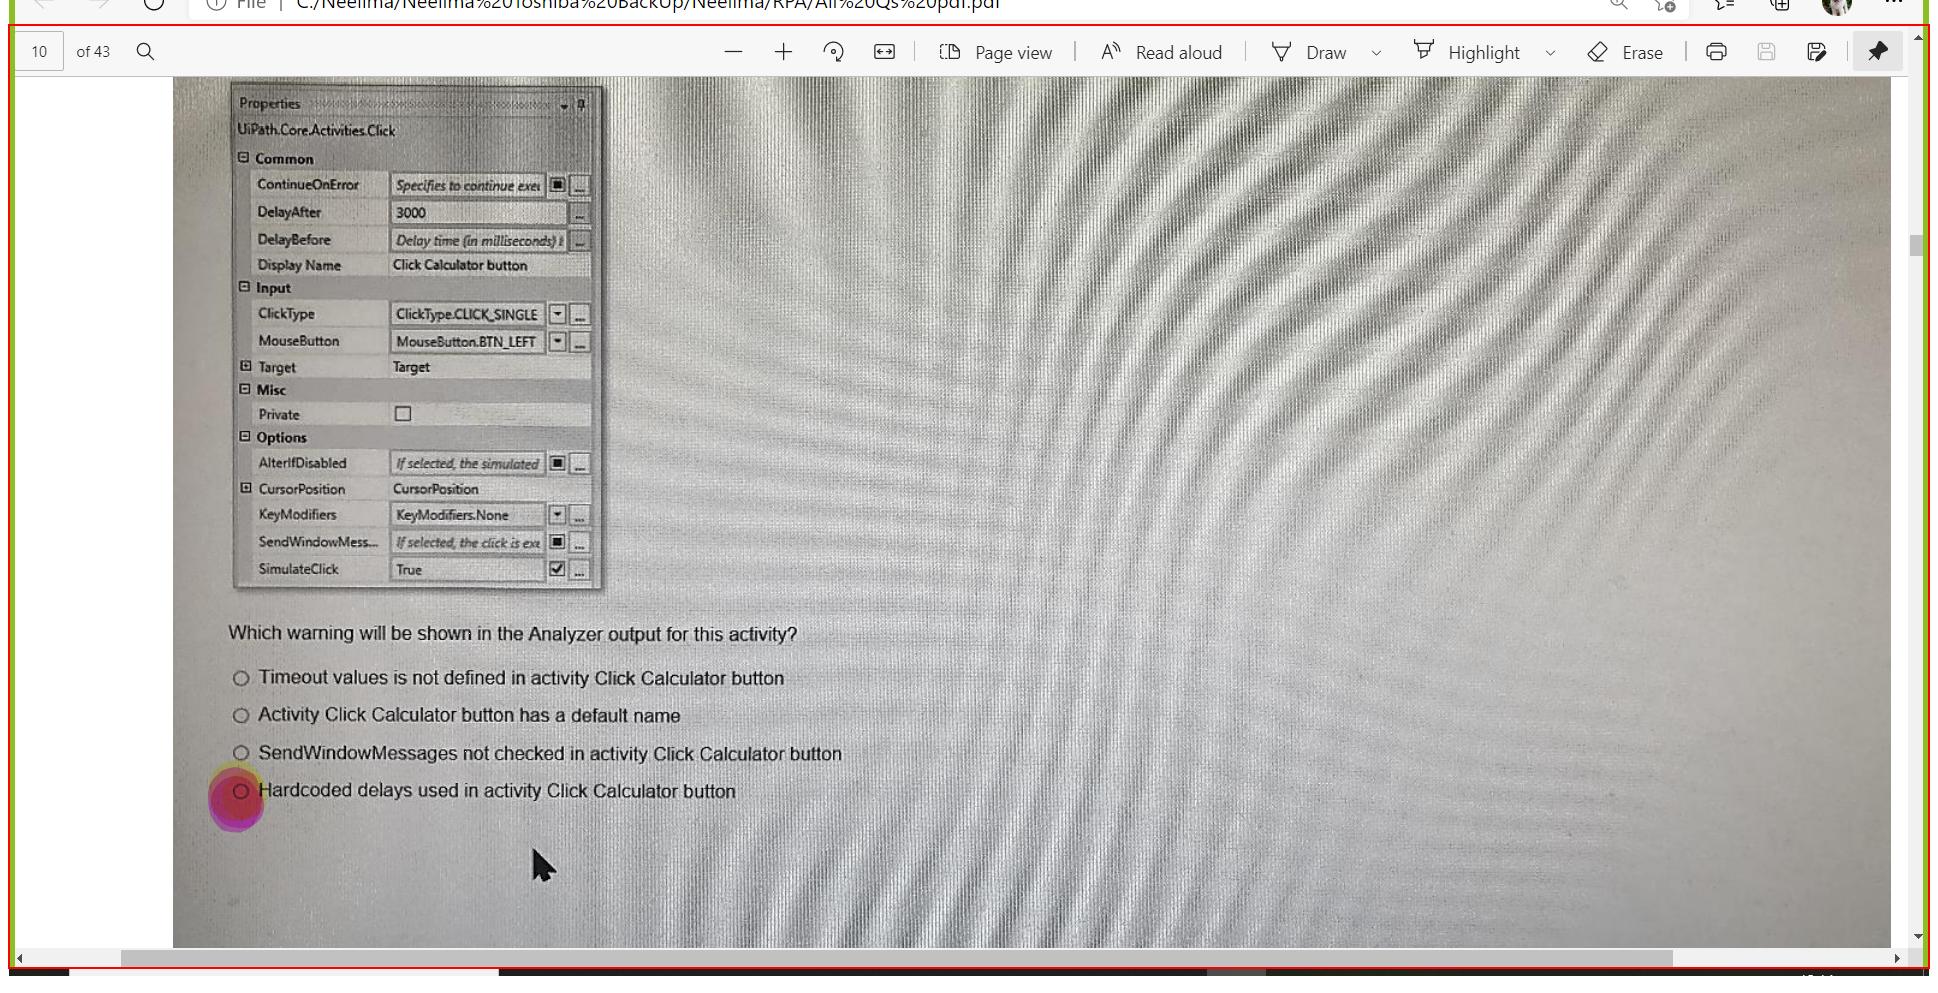 File | C:/Neelima/Neelima%20Toshiba%20BackUp/Neelima/RPA/All%20Qs%20pdf.pdf
10 of 43 Page view Read aloud Draw Highlight Erase
Properties
UiPath.Core.Activities.Click
Common
ContinueOnError Specifies to continue exec
DelayAfter 3000
DelayBefore Delay time (in milliseconds)
Display Name Click Calculator button
Input
ClickType ClickType.CLICK_SINGLE
MouseButton MouseButton.BTN_LEFT
Target Target
Misc
Private
Options
AlterIfDisabled If selected, the simulated
CursorPosition CursorPosition
KeyModifiers KeyModifiers.None
SendWindowMess... If selected, the click is exe
SimulateClick True
Which warning will be shown in the Analyzer output for this activity?
Timeout values is not defined in activity Click Calculator button
Activity Click Calculator button has a default name
SendWindowMessages not checked in activity Click Calculator button
Hardcoded delays used in activity Click Calculator button